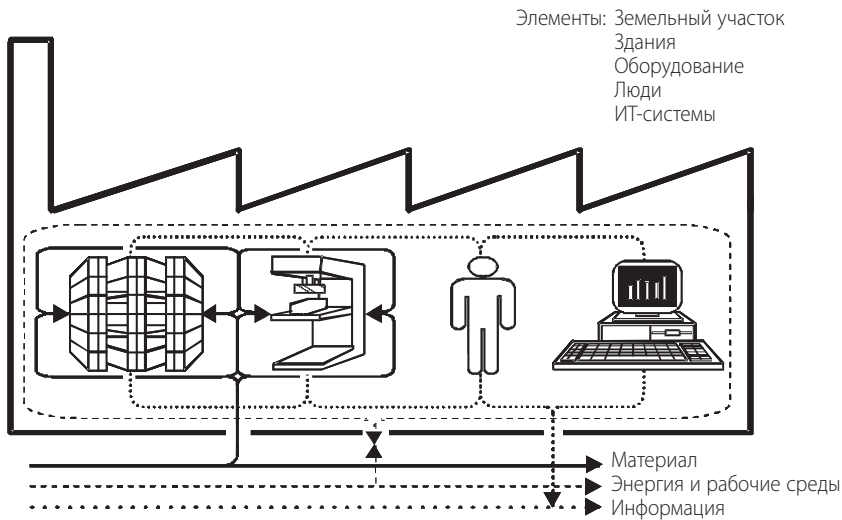 Элементы: Земельный участок
Здания
Оборудование
Люди
ИТ-системы
Материал
Энергия и рабочие среды
Информация